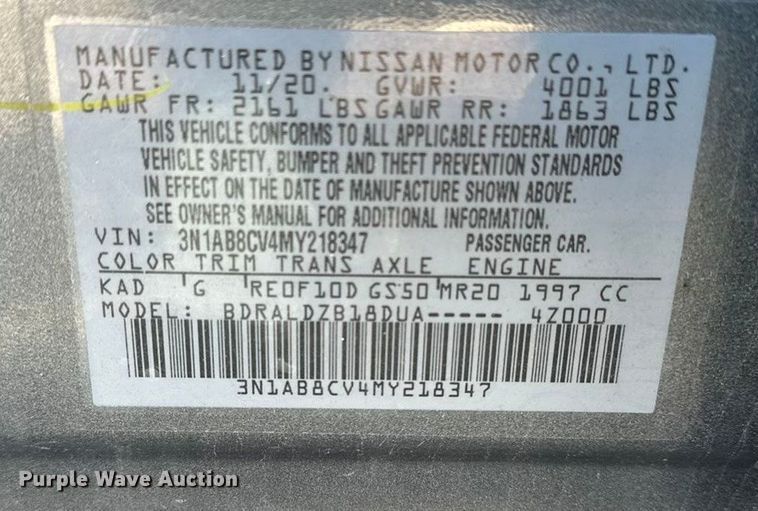 MANUFACTURED BY NISSAN MOTOR CO., LTD.
DATE: 11/20. GVWR: 4001 LBS
GAWR FR: 2161 LBS GAWR RR: 1863 LBS
THIS VEHICLE CONFORMS TO ALL APPLICABLE FEDERAL MOTOR
VEHICLE SAFETY, BUMPER AND THEFT PREVENTION STANDARDS
IN EFFECT ON THE DATE OF MANUFACTURE SHOWN ABOVE.
SEE OWNER'S MANUAL FOR ADDITIONAL INFORMATION.
VIN: 3N1AB8CV4MY218347 PASSENGER CAR.
COLOR TRIM TRANS AXLE ENGINE
KAD G RE0F10D GS50 MR20 1997 CC
MODEL: BDRALDZB18DUA----- 4Z000
3N1AB8CV4MY218347
Purple Wave Auction